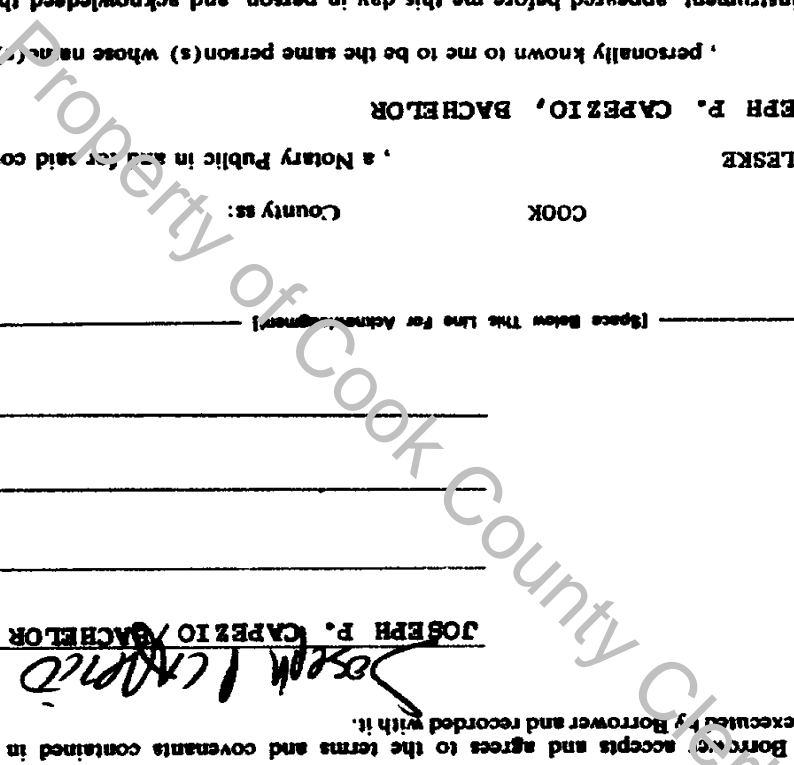 Borrower accepts and agrees to the terms and covenants contained in
executed by Borrower and recorded with it.
Joseph P Capezio
JOSEPH P. CAPEZIO/BACHELOR
[Space Below This Line For Acknowledgment]
COOK County ss:
LESKE , a Notary Public in and for said co
EPH P. CAPEZIO, BACHELOR
, personally known to me to be the same person(s) whose name(s)
instrument, appeared before me this day in person, and acknowledged th
Property of Cook County Cler